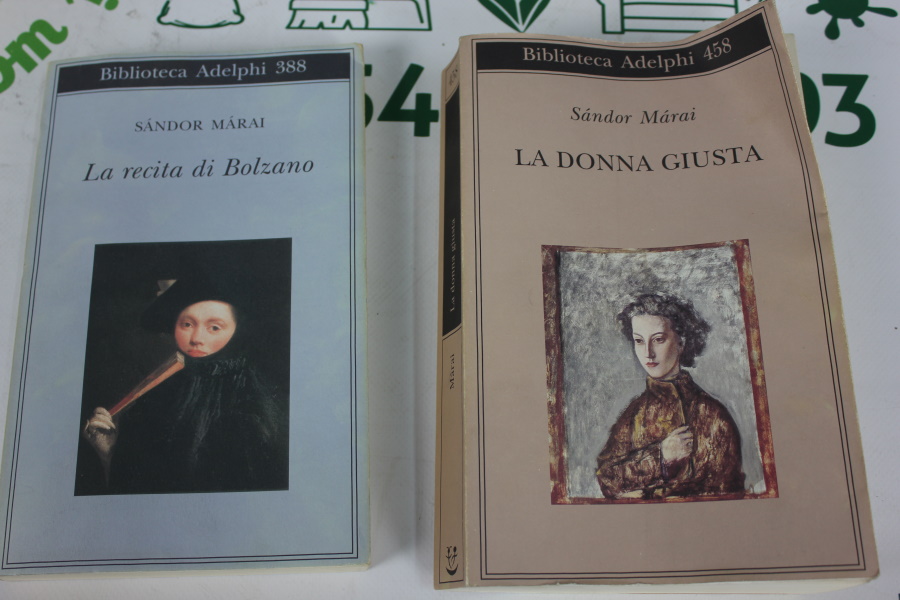 Biblioteca Adelphi 388
SÁNDOR MÁRAI
La recita di Bolzano
Biblioteca Adelphi 458
Sándor Márai
LA DONNA GIUSTA
La donna giusta
Márai